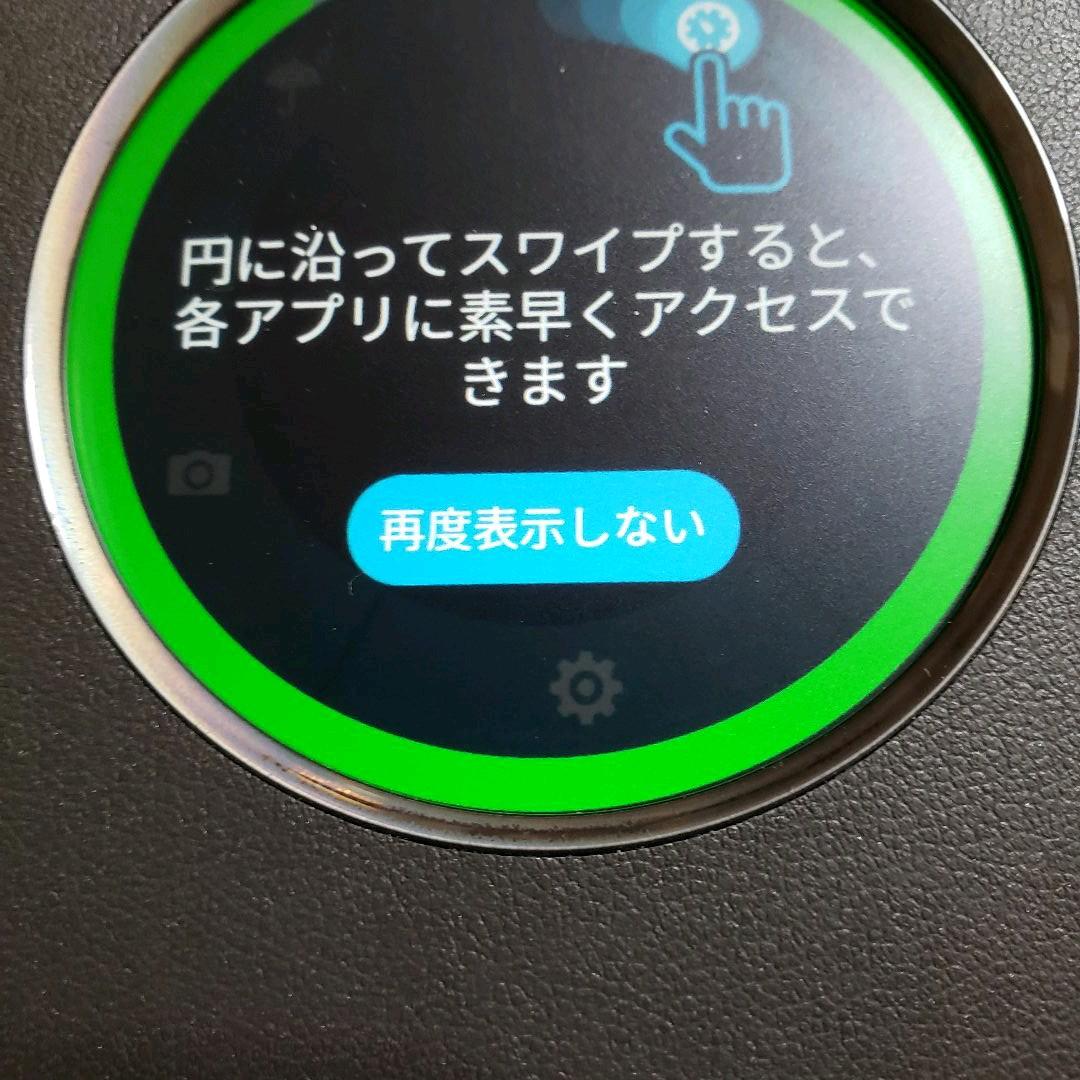 円に沿ってスワイプすると、
各アプリに素早くアクセスで
きます
再度表示しない